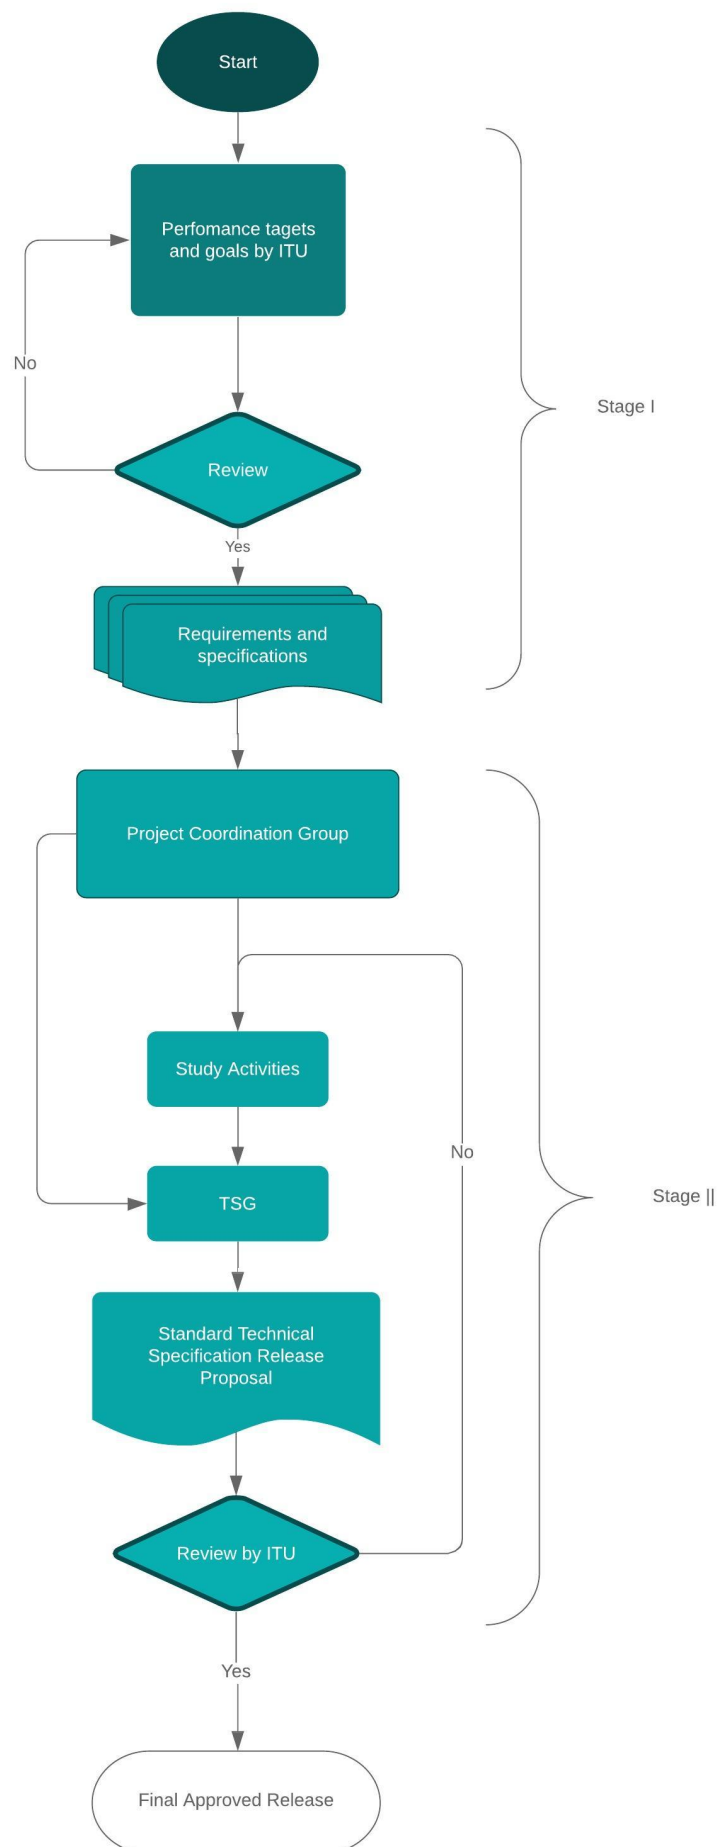 Start
Perfomance tagets
and goals by ITU
No
Stage I
Review
Yes
Requirements and
specifications
Project Coordination Group
Study Activities
No
Stage ||
TSG
Standard Technical
Specification Release
Proposal
Review by ITU
Yes
Final Approved Release